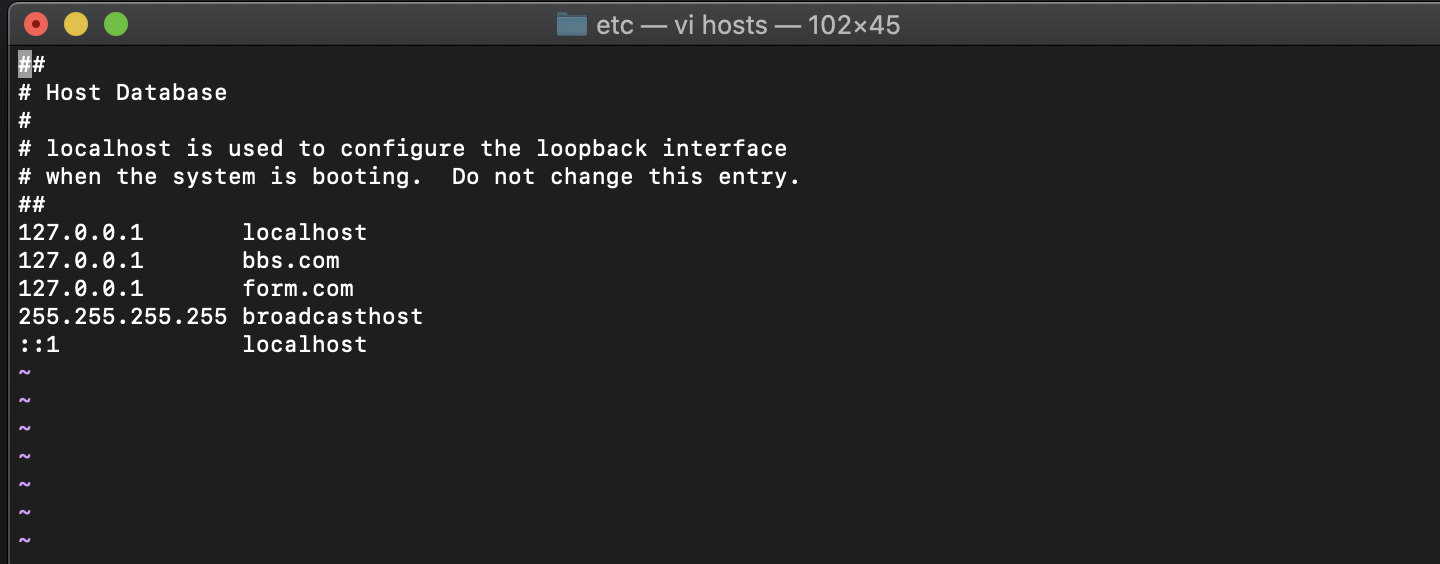 etc — vi hosts — 102×45
##
# Host Database
#
# localhost is used to configure the loopback interface
# when the system is booting.  Do not change this entry.
##
127.0.0.1       localhost
127.0.0.1       bbs.com
127.0.0.1       form.com
255.255.255.255 broadcasthost
::1             localhost
~
~
~
~
~
~
~